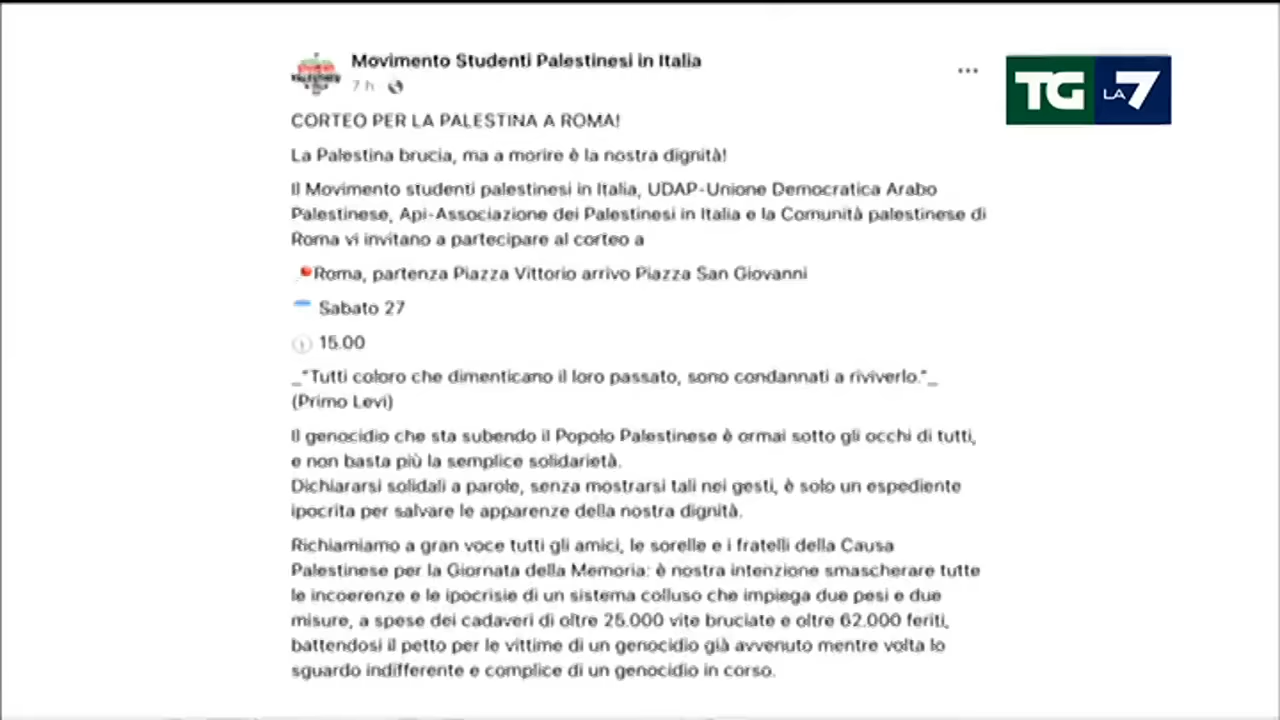 Movimento Studenti Palestinesi in Italia
7 h
TG LA 7
CORTEO PER LA PALESTINA A ROMA!
La Palestina brucia, ma a morire è la nostra dignità!
Il Movimento studenti palestinesi in Italia, UDAP-Unione Democratica Arabo
Palestinese, Api-Associazione dei Palestinesi in Italia e la Comunità palestinese di
Roma vi invitano a partecipare al corteo a
📍Roma, partenza Piazza Vittorio arrivo Piazza San Giovanni
Sabato 27
15.00
_"Tutti coloro che dimenticano il loro passato, sono condannati a riviverlo."_
(Primo Levi)
Il genocidio che sta subendo il Popolo Palestinese è ormai sotto gli occhi di tutti,
e non basta più la semplice solidarietà.
Dichiararsi solidali a parole, senza mostrarsi tali nei gesti, è solo un espediente
ipocrita per salvare le apparenze della nostra dignità.
Richiamiamo a gran voce tutti gli amici, le sorelle e i fratelli della Causa
Palestinese per la Giornata della Memoria: è nostra intenzione smascherare tutte
le incoerenze e le ipocrisie di un sistema colluso che impiega due pesi e due
misure, a spese dei cadaveri di oltre 25.000 vite bruciate e oltre 62.000 feriti,
battendosi il petto per le vittime di un genocidio già avvenuto mentre volta lo
sguardo indifferente e complice di un genocidio in corso.